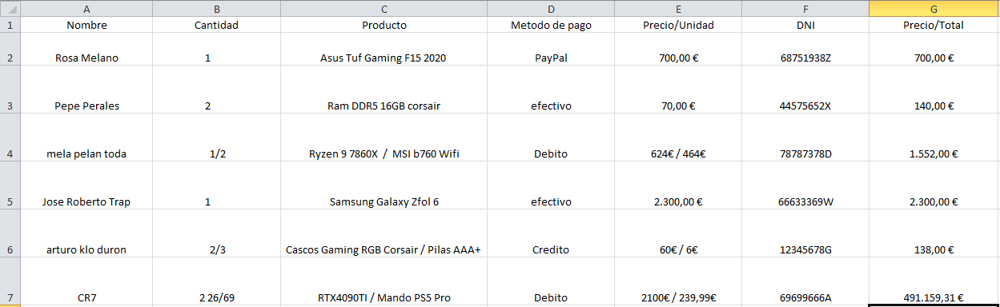 A B C D E F G
1 Nombre Cantidad Producto Metodo de pago Precio/Unidad DNI Precio/Total
2 Rosa Melano 1 Asus Tuf Gaming F15 2020 PayPal 700,00 € 68751938Z 700,00 €
3 Pepe Perales 2 Ram DDR5 16GB corsair efectivo 70,00 € 44575652X 140,00 €
4 mela pelan toda 1/2 Ryzen 9 7860X / MSI b760 Wifi Debito 624€ / 464€ 78787378D 1.552,00 €
5 Jose Roberto Trap 1 Samsung Galaxy Zfol 6 efectivo 2.300,00 € 66633369W 2.300,00 €
6 arturo klo duron 2/3 Cascos Gaming RGB Corsair / Pilas AAA+ Credito 60€ / 6€ 12345678G 138,00 €
7 CR7 2 26/69 RTX4090TI / Mando PS5 Pro Debito 2100€ / 239,99€ 69699666A 491.159,31 €